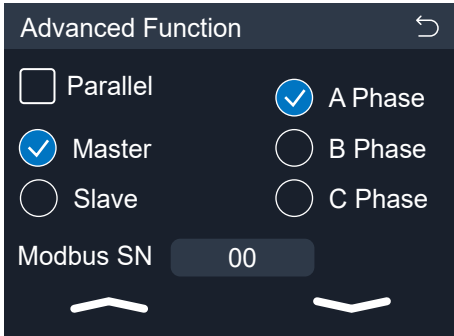 Advanced Function
Parallel
A Phase
Master
B Phase
Slave
C Phase
Modbus SN 00